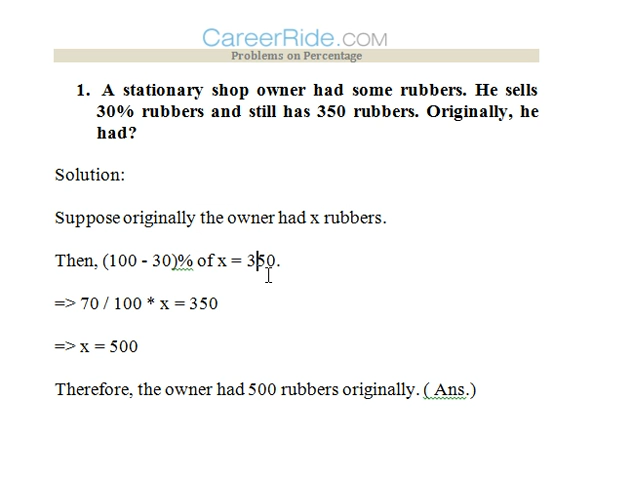 CareerRide.COM
Problems on Percentage
1. A stationary shop owner had some rubbers. He sells
30% rubbers and still has 350 rubbers. Originally, he
had?
Solution:
Suppose originally the owner had x rubbers.
Then, (100 - 30)% of x = 350.
=> 70 / 100 * x = 350
=> x = 500
Therefore, the owner had 500 rubbers originally. ( Ans.)